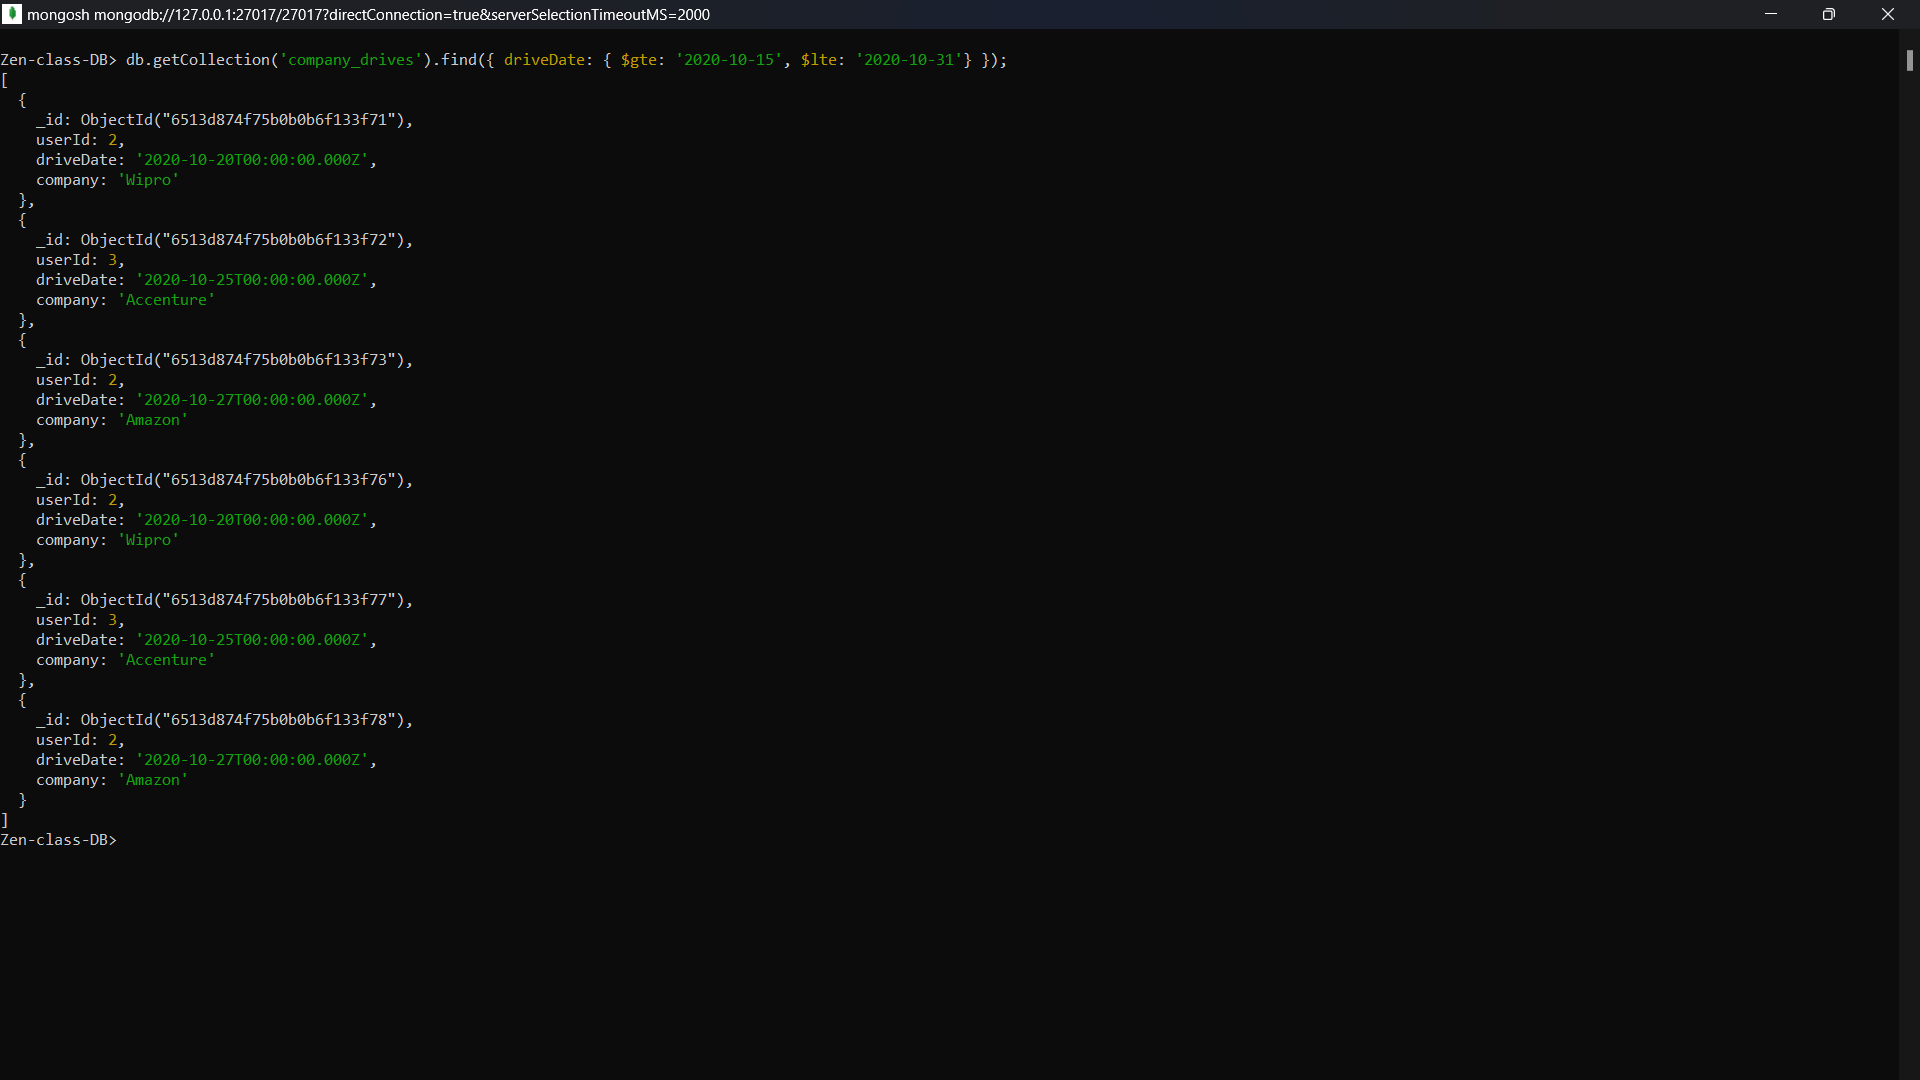 mongosh mongodb://127.0.0.1:27017/27017?directConnection=true&serverSelectionTimeoutMS=2000
Zen-class-DB> db.getCollection('company_drives').find({ driveDate: { $gte: '2020-10-15', $lte: '2020-10-31'} });
[
  {
    _id: ObjectId("6513d874f75b0b0b6f133f71"),
    userId: 2,
    driveDate: '2020-10-20T00:00:00.000Z',
    company: 'Wipro'
  },
  {
    _id: ObjectId("6513d874f75b0b0b6f133f72"),
    userId: 3,
    driveDate: '2020-10-25T00:00:00.000Z',
    company: 'Accenture'
  },
  {
    _id: ObjectId("6513d874f75b0b0b6f133f73"),
    userId: 2,
    driveDate: '2020-10-27T00:00:00.000Z',
    company: 'Amazon'
  },
  {
    _id: ObjectId("6513d874f75b0b0b6f133f76"),
    userId: 2,
    driveDate: '2020-10-20T00:00:00.000Z',
    company: 'Wipro'
  },
  {
    _id: ObjectId("6513d874f75b0b0b6f133f77"),
    userId: 3,
    driveDate: '2020-10-25T00:00:00.000Z',
    company: 'Accenture'
  },
  {
    _id: ObjectId("6513d874f75b0b0b6f133f78"),
    userId: 2,
    driveDate: '2020-10-27T00:00:00.000Z',
    company: 'Amazon'
  }
]
Zen-class-DB>